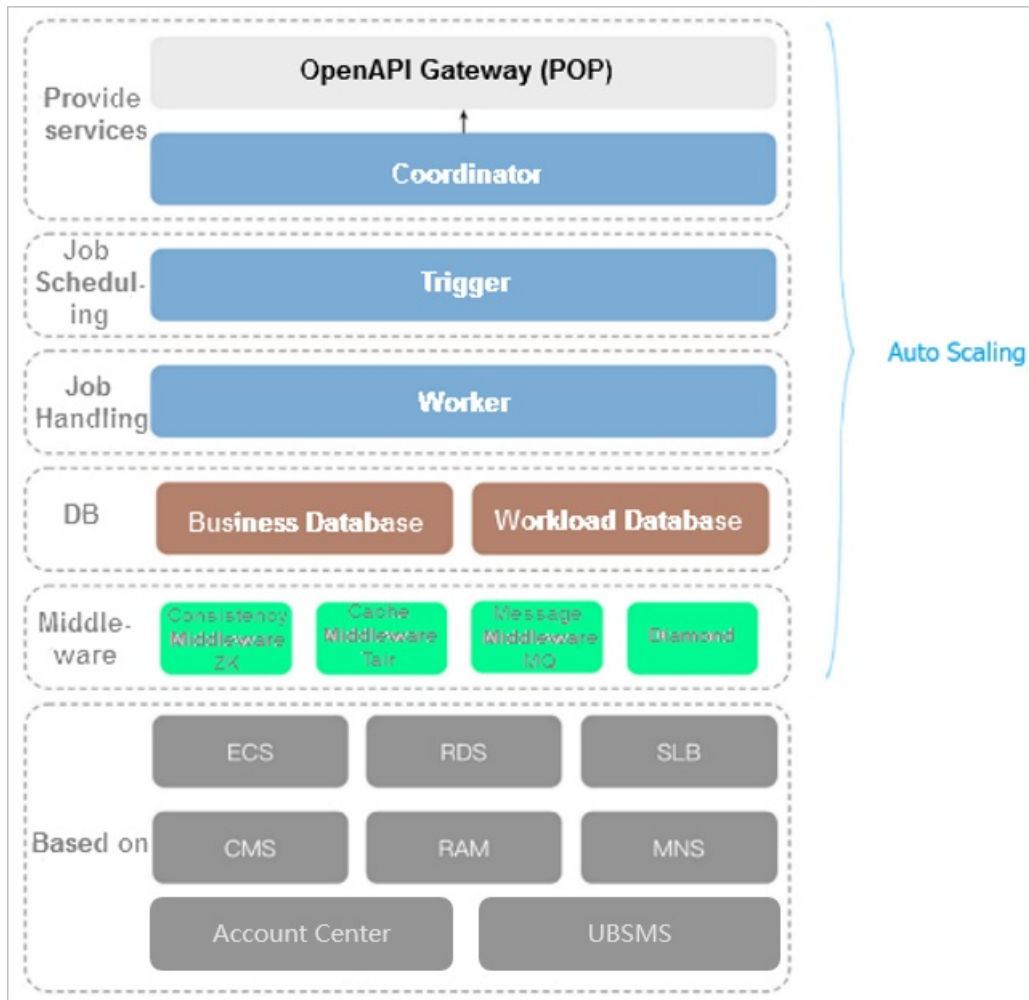 OpenAPI Gateway (POP)
Provide
services
Coordinator
Job
Schedul-
ing
Trigger
Job
Handling
Worker
Auto Scaling
DB
Business Database
Workload Database
Middle-
ware
Consistency
Middleware
ZK
Cache
Middleware
Tair
Message
Middleware
MQ
Diamond
Based on
ECS
RDS
SLB
CMS
RAM
MNS
Account Center
UBSMS